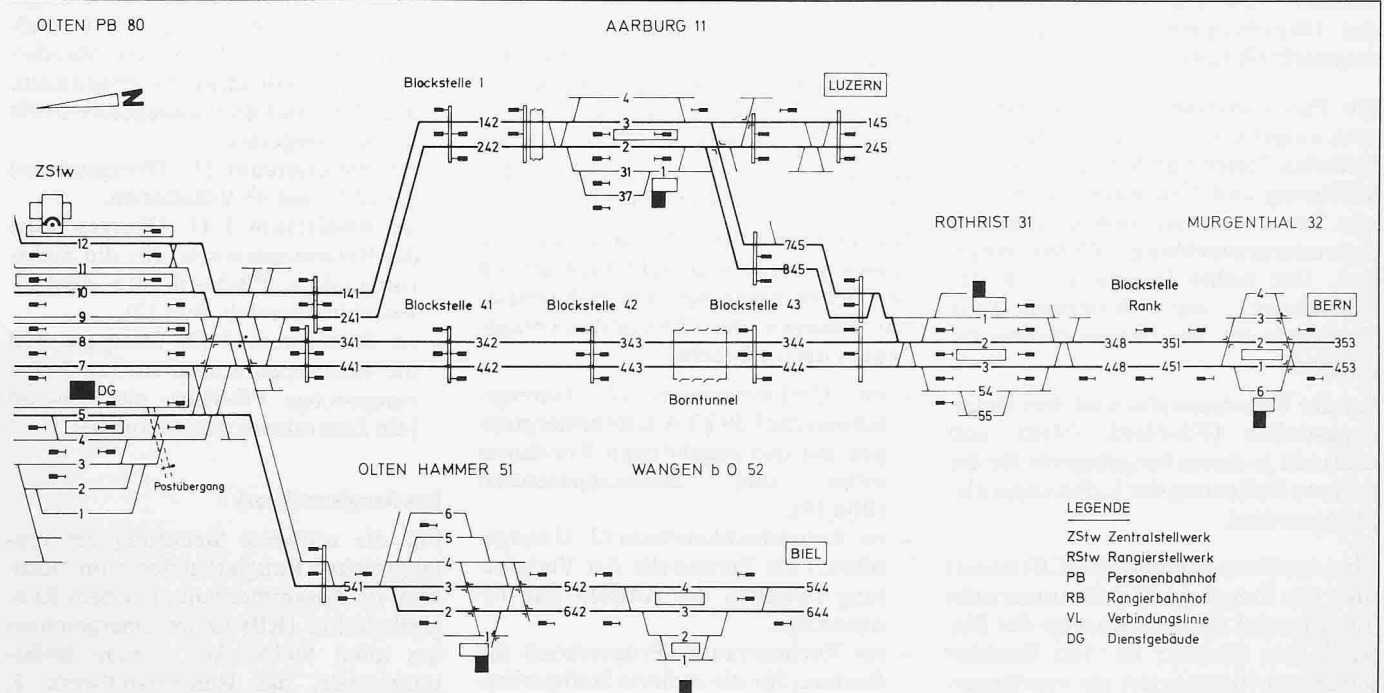 OLTEN PB 80
AARBURG 11
N
Blockstelle 1
LUZERN
4
142 3 145
242 2 245
31 1
37
ZStw
ROTHRIST 31 MURGENTHAL 32
12
745
845
11
10 141
9 241
Blockstelle 41 Blockstelle 42 Blockstelle 43
Blockstelle
Rank
BERN
1 4
3
8 341 342 343 344 2 348 351 2 353
7 441 442 443 444 3 448 451 1 453
DG
Borntunnel
54 6
55
5
4
3
2
1
Postübergang
OLTEN HAMMER 51 WANGEN b O 52
BIEL
6
5
4
541 3 542 4 544
2 642 3 644
1 2
1
LEGENDE
ZStw Zentralstellwerk
RStw Rangierstellwerk
PB Personenbahnhof
RB Rangierbahnhof
VL Verbindungslinie
DG Dienstgebäude